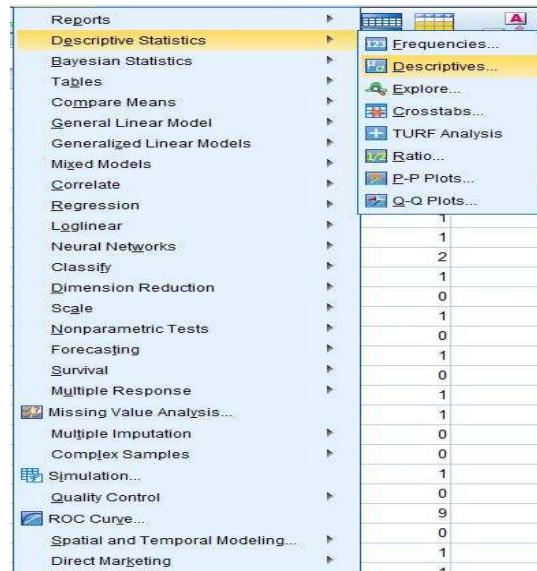 Reports
Descriptive Statistics
Bayesian Statistics
Tables
Compare Means
General Linear Model
Generalized Linear Models
Mixed Models
Correlate
Regression
Loglinear
Neural Networks
Classify
Dimension Reduction
Scale
Nonparametric Tests
Forecasting
Survival
Multiple Response
Missing Value Analysis...
Multiple Imputation
Complex Samples
Simulation...
Quality Control
ROC Curve...
Spatial and Temporal Modeling...
Direct Marketing
A
123 Frequencies...
Descriptives...
Explore...
Crosstabs...
TURF Analysis
1/2 Ratio...
P-P Plots...
Q-Q Plots...
1
1
2
1
0
1
0
1
0
1
1
0
0
1
0
9
0
1
1